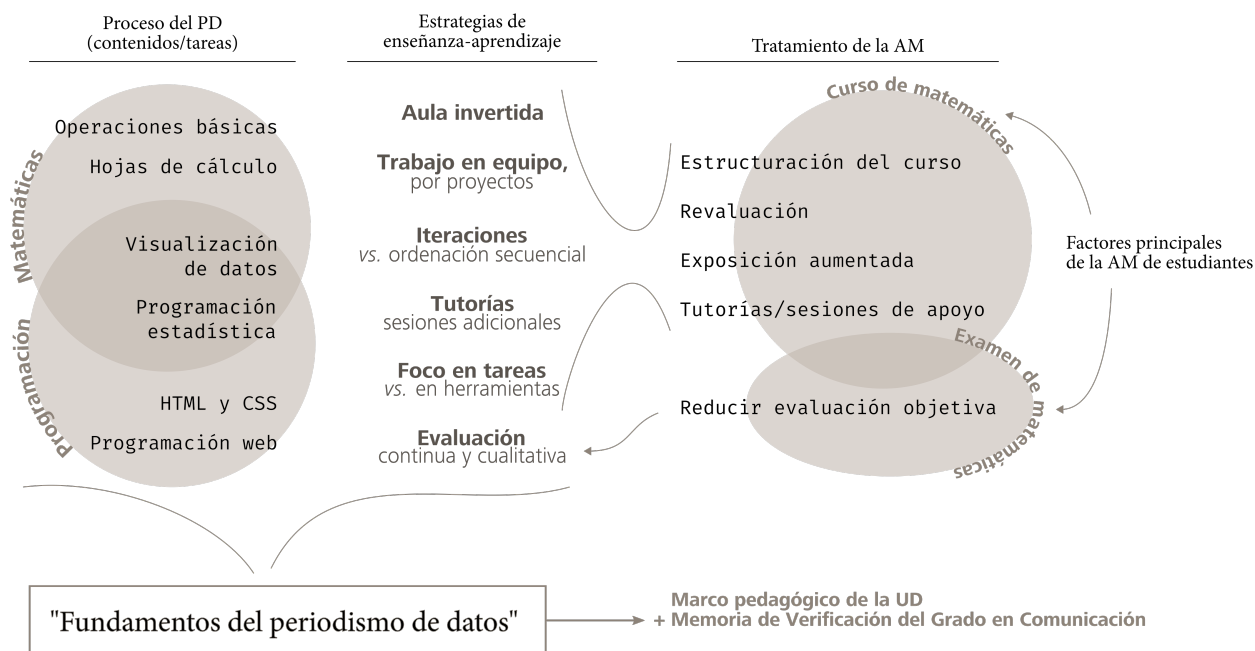 Proceso del PD
(contenidos/tareas)
Matemáticas
Operaciones básicas
Hojas de cálculo
Visualización
de datos
Programación
estadística
Programación
HTML y CSS
Programación web
Estrategias de
enseñanza-aprendizaje
Aula invertida
Trabajo en equipo,
por proyectos
Iteraciones
vs. ordenación secuencial
Tutorías
sesiones adicionales
Foco en tareas
vs. en herramientas
Evaluación
continua y cualitativa
Tratamiento de la AM
Curso de matemáticas
Estructuración del curso
Revaluación
Exposición aumentada
Tutorías/sesiones de apoyo
Examen de matemáticas
Reducir evaluación objetiva
Factores principales
de la AM de estudiantes
"Fundamentos del periodismo de datos"
Marco pedagógico de la UD
+ Memoria de Verificación del Grado en Comunicación